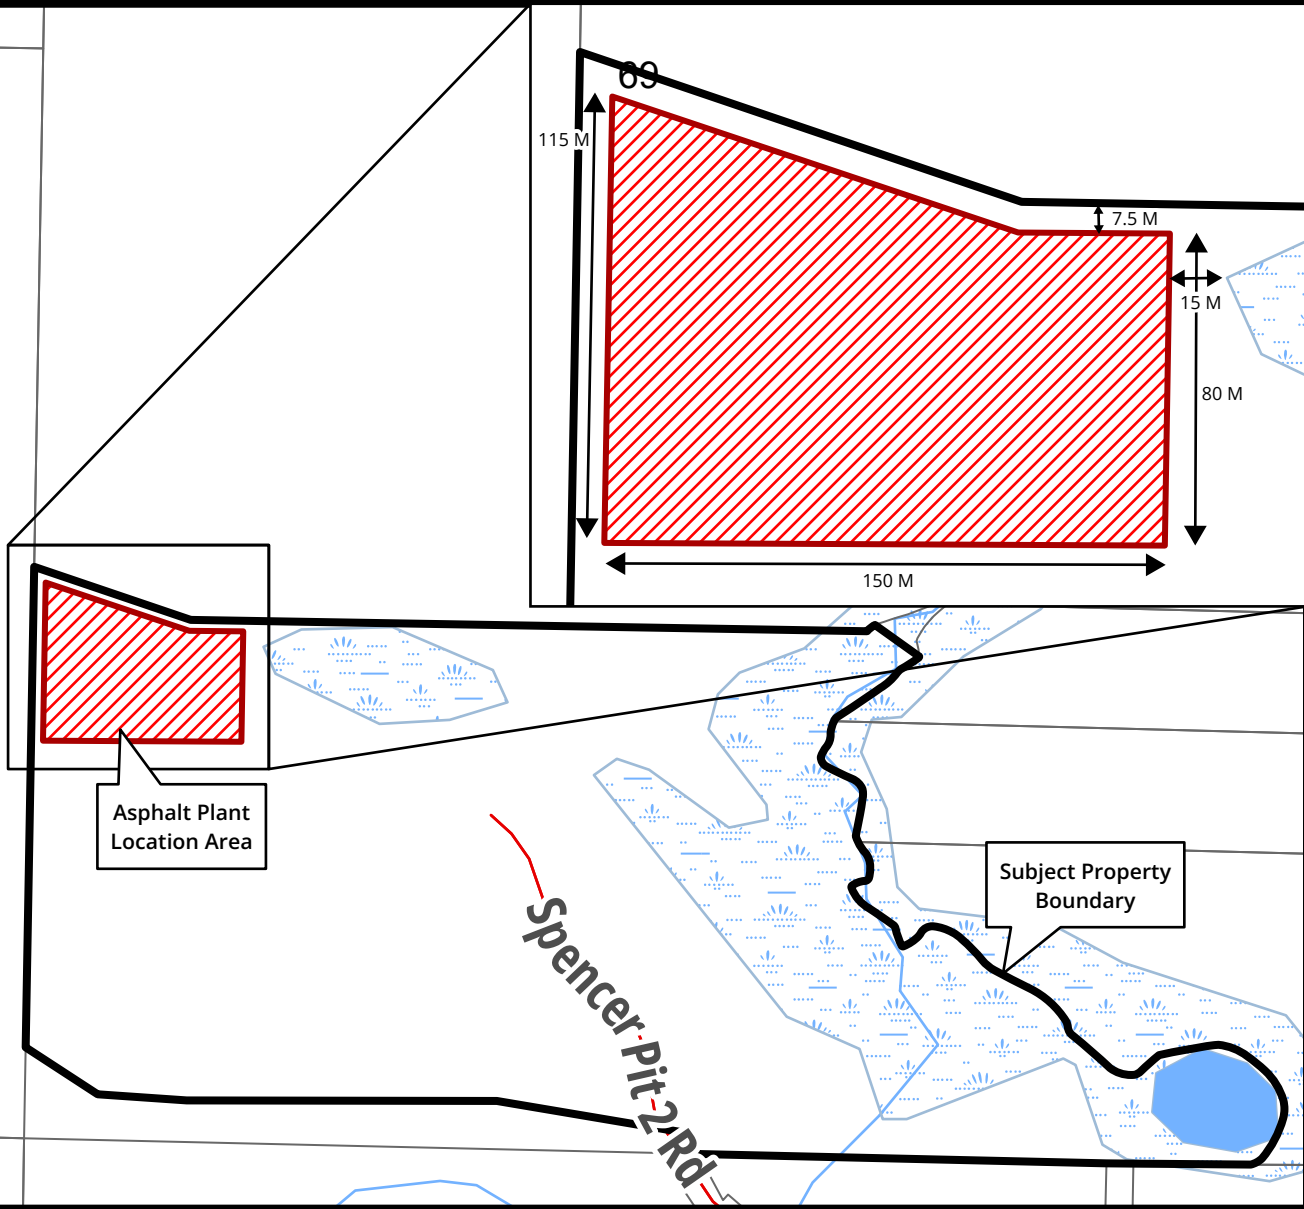 69
115 M
7.5 M
15 M
80 M
150 M
Asphalt Plant
Location Area
Subject Property
Boundary
Spencer Pit 2 Rd